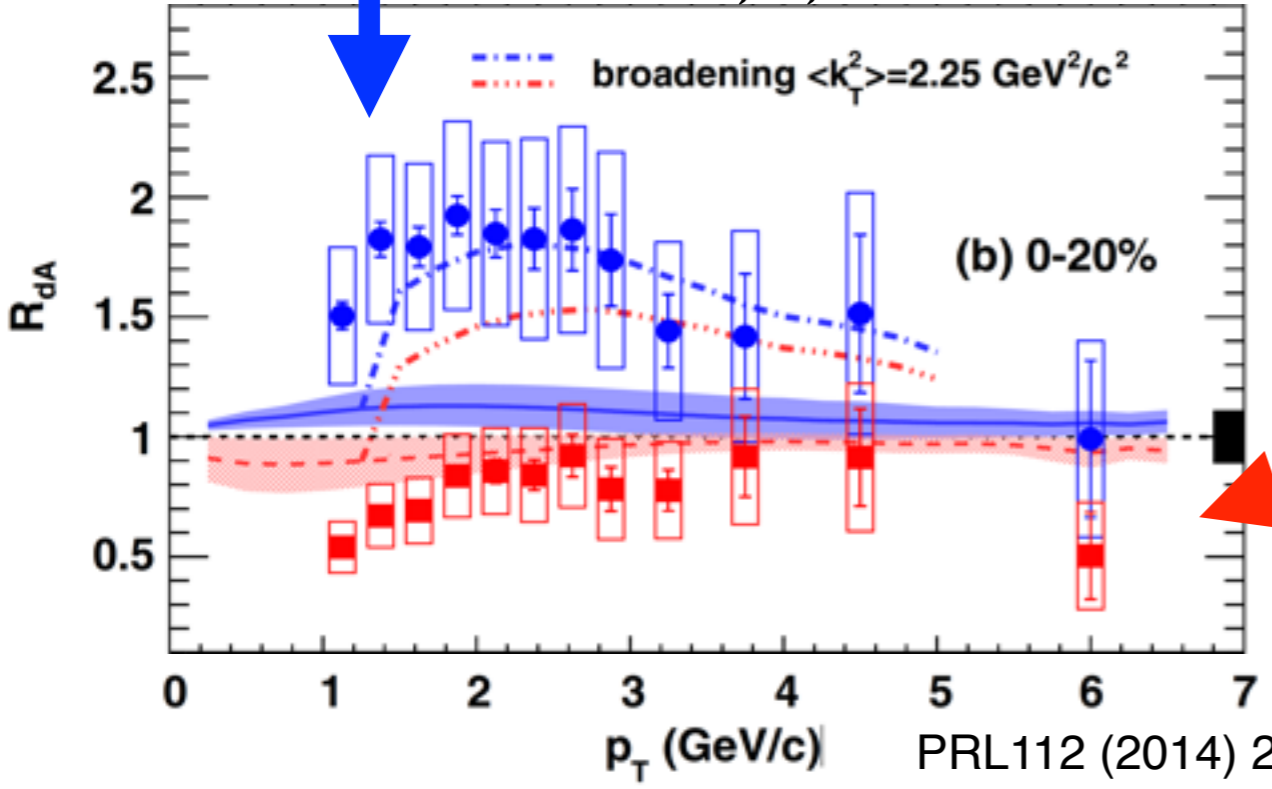 broadening <k_T^2>=2.25 GeV^2/c^2
2.5
2
1.5
1
0.5
R_dA
(b) 0-20%
0 1 2 3 4 5 6 7
p_T (GeV/c)
PRL112 (2014) 2